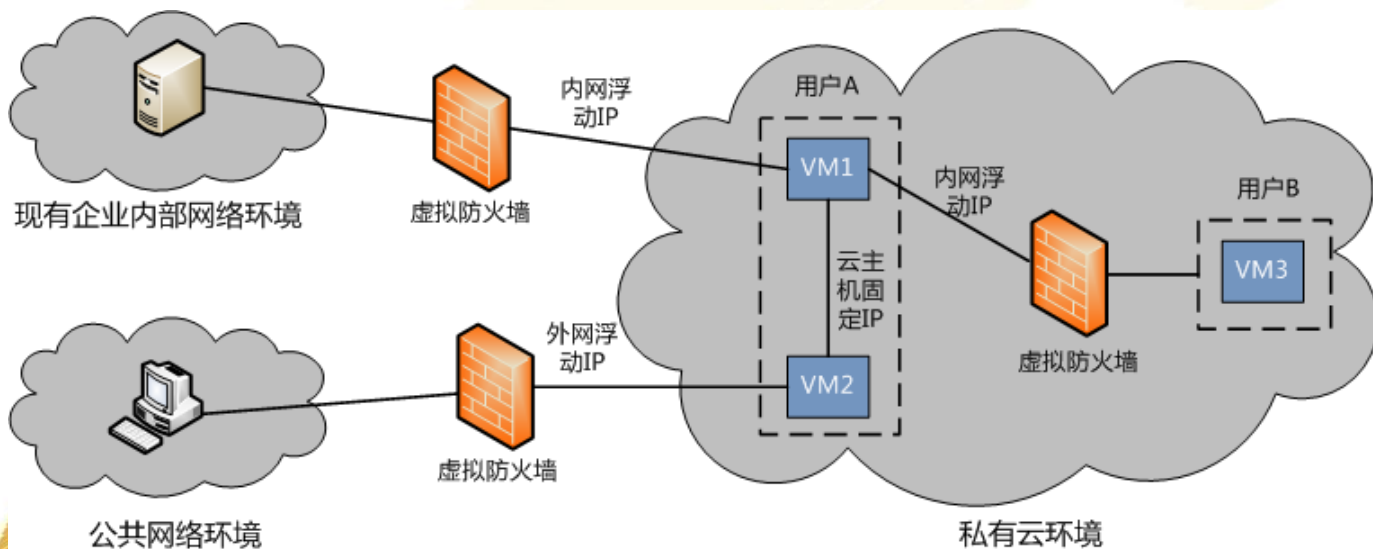 用户A
内网浮
动IP
VM1
内网浮
动IP
用户B
现有企业内部网络环境
虚拟防火墙
云主
机固
定IP
VM3
外网浮
动IP
VM2
虚拟防火墙
虚拟防火墙
公共网络环境
私有云环境